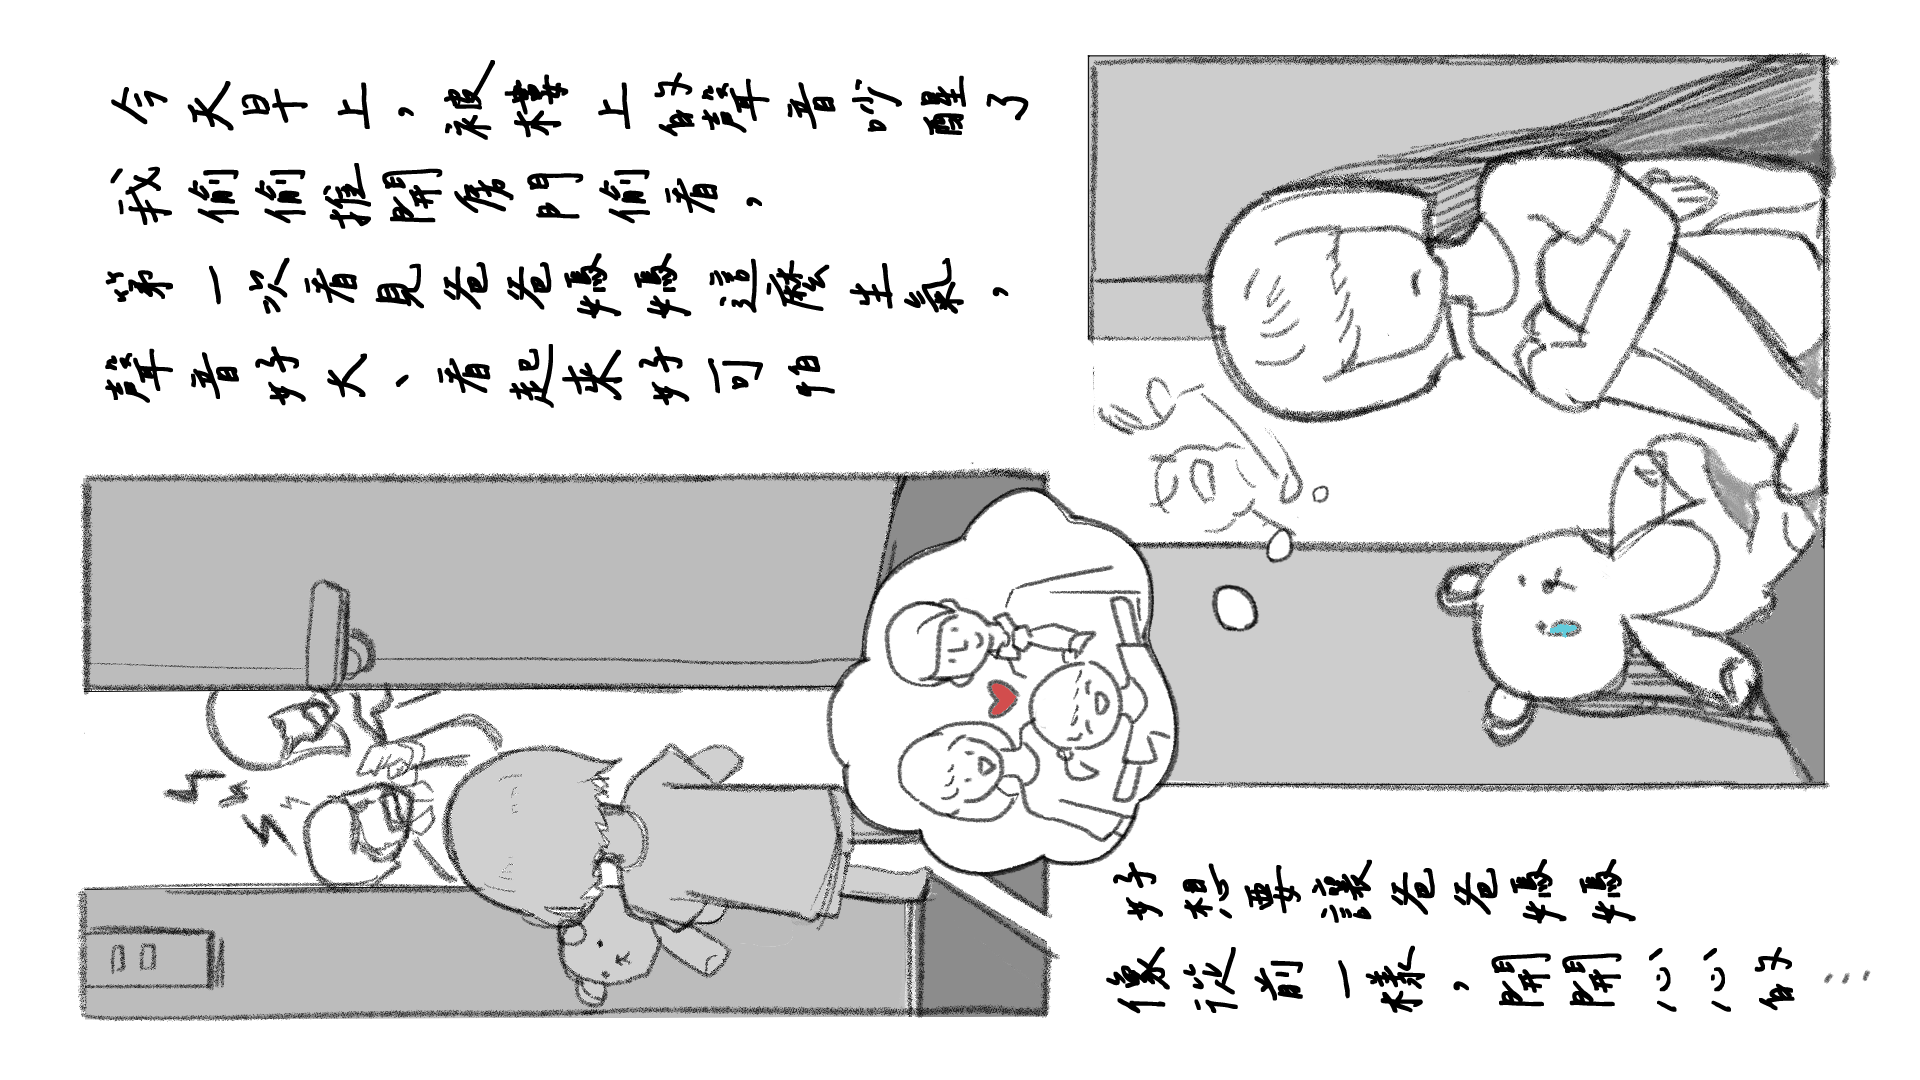 今天早上，被樓上的聲音吵醒了
我偷偷推開房門偷看，
第一次看見爸爸媽媽這麼生氣，
聲音好大、看起來好可怕
好想要讓爸爸媽媽
像從前一樣，開開心心的...